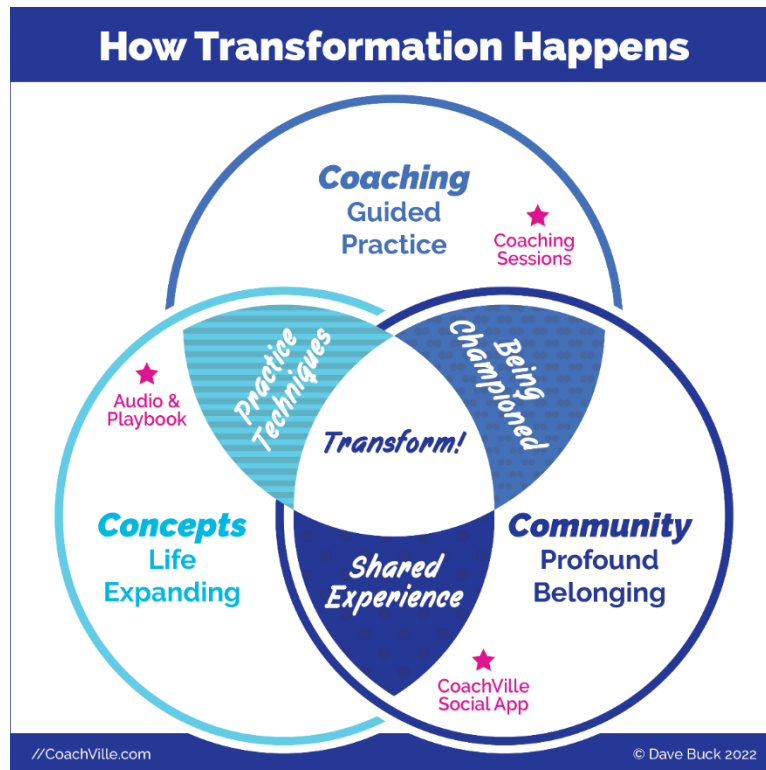 How Transformation Happens
Coaching
Guided
Practice
Coaching
Sessions
Practice
Techniques
Being
Championed
Audio &
Playbook
Transform!
Concepts
Life
Expanding
Community
Profound
Belonging
Shared
Experience
CoachVille
Social App
//CoachVille.com
© Dave Buck 2022